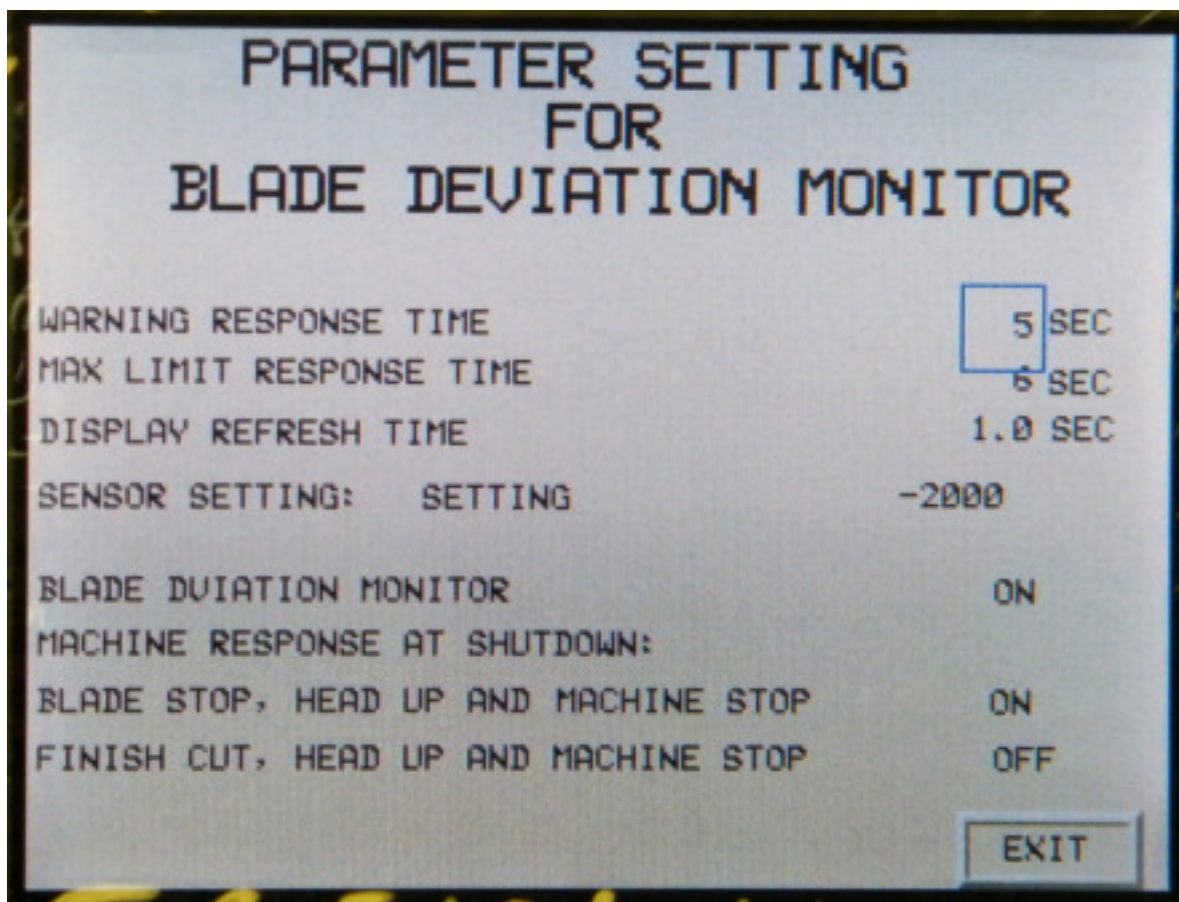 PARAMETER SETTING
FOR
BLADE DEVIATION MONITOR
WARNING RESPONSE TIME 5 SEC
MAX LIMIT RESPONSE TIME 6 SEC
DISPLAY REFRESH TIME 1.0 SEC
SENSOR SETTING: SETTING -2000
BLADE DVIATION MONITOR ON
MACHINE RESPONSE AT SHUTDOWN:
BLADE STOP, HEAD UP AND MACHINE STOP ON
FINISH CUT, HEAD UP AND MACHINE STOP OFF
EXIT